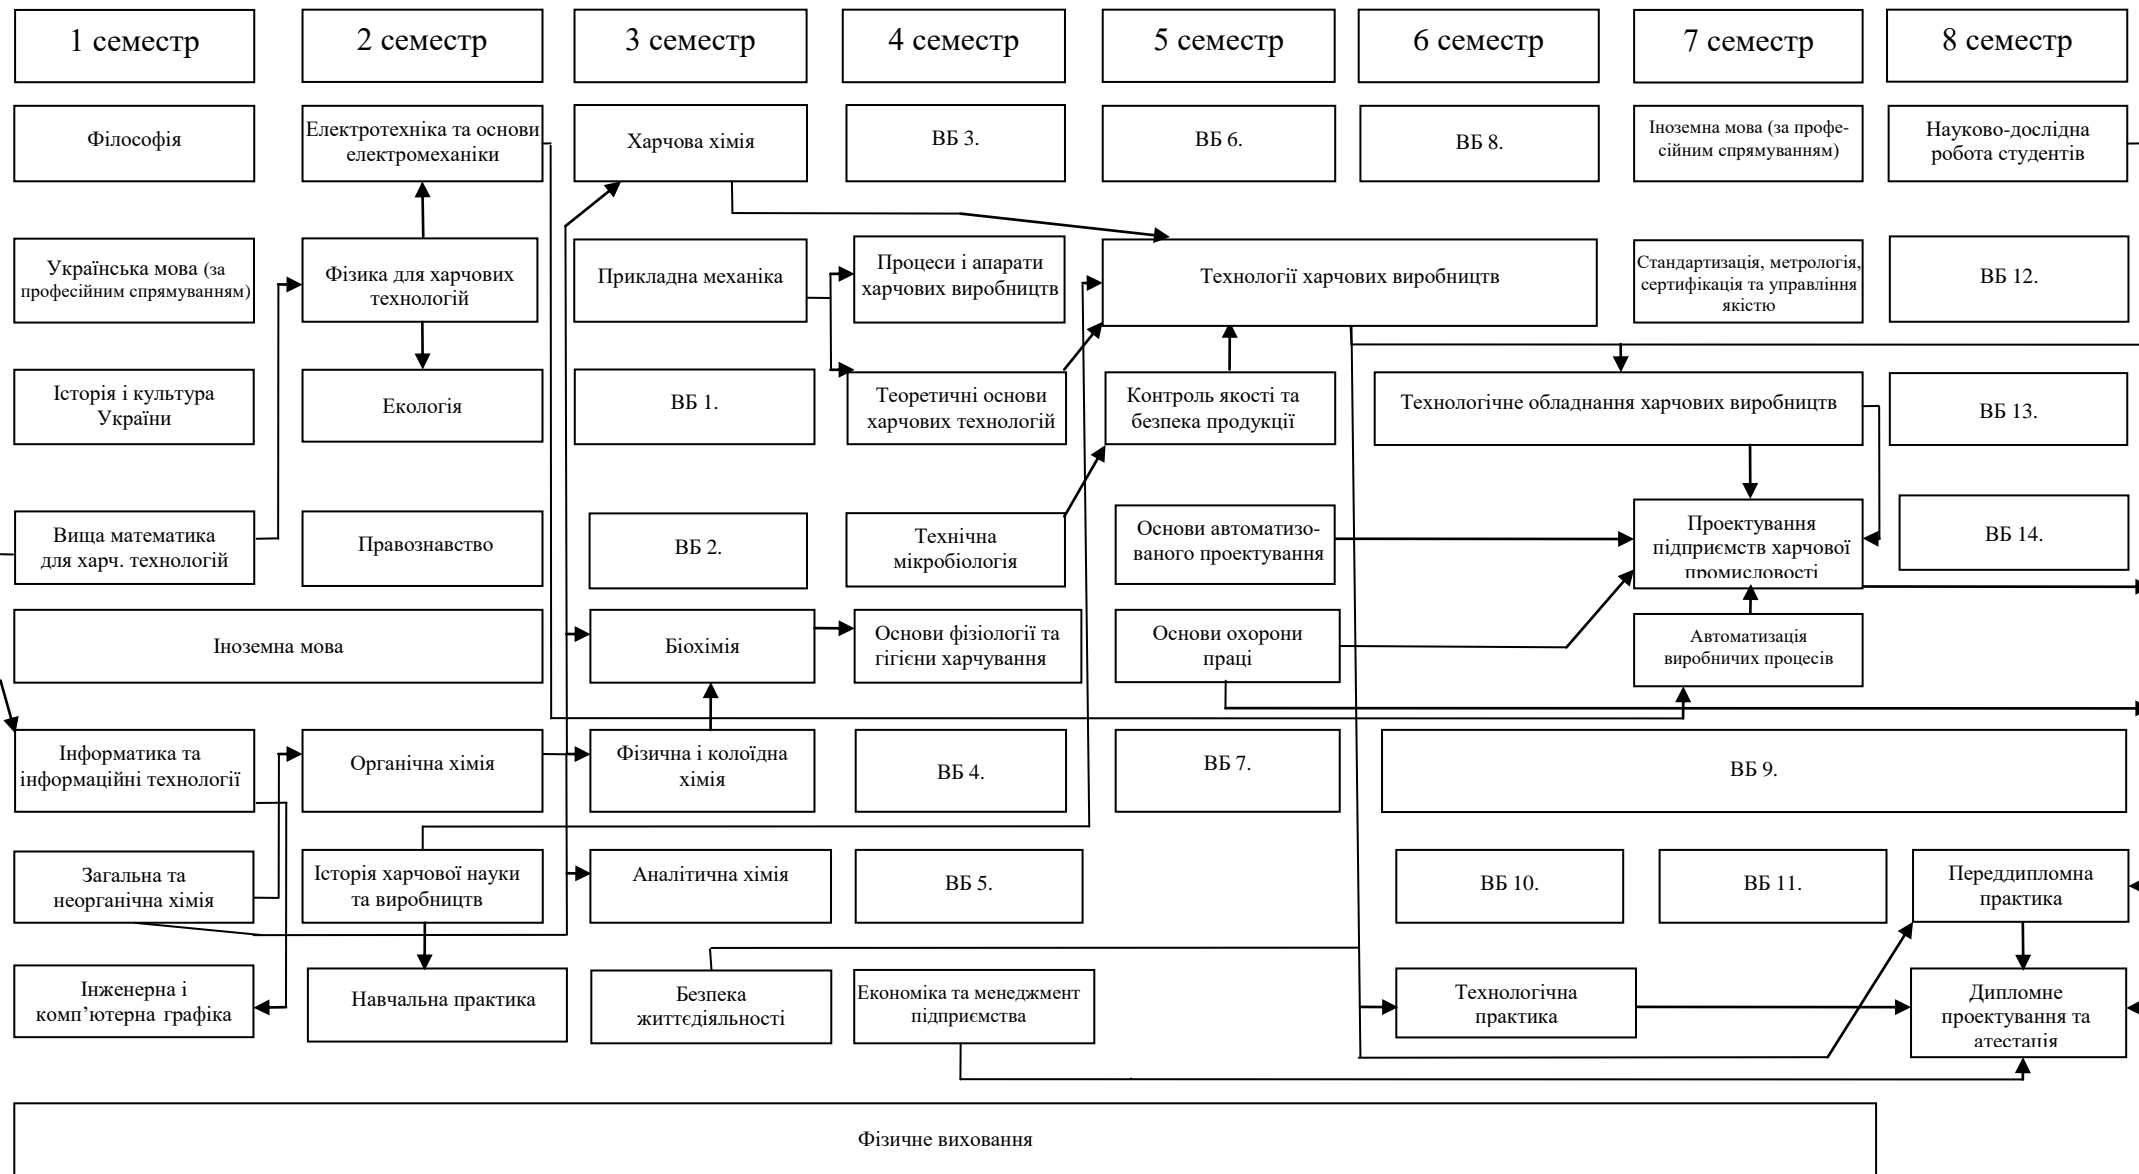 1 семестр
2 семестр
3 семестр
4 семестр
5 семестр
6 семестр
7 семестр
8 семестр
Філософія
Електротехніка та основи
електромеханіки
Харчова хімія
ВБ 3.
ВБ 6.
ВБ 8.
Іноземна мова (за профе-
сійним спрямуванням)
Науково-дослідна
робота студентів
Українська мова (за
професійним спрямуванням)
Фізика для харчових
технологій
Прикладна механіка
Процеси і апарати
харчових виробництв
Технології харчових виробництв
Стандартизація, метрологія,
сертифікація та управління
якістю
ВБ 12.
Історія і культура
України
Екологія
ВБ 1.
Теоретичні основи
харчових технологій
Контроль якості та
безпека продукції
Технологічне обладнання харчових виробництв
ВБ 13.
Вища математика
для харч. технологій
Правознавство
ВБ 2.
Технічна
мікробіологія
Основи автоматизо-
ваного проектування
Проектування
підприємств харчової
промисловості
ВБ 14.
Іноземна мова
Біохімія
Основи фізіології та
гігієни харчування
Основи охорони
праці
Автоматизація
виробничих процесів
Інформатика та
інформаційні технології
Органічна хімія
Фізична і колоїдна
хімія
ВБ 4.
ВБ 7.
ВБ 9.
Загальна та
неорганічна хімія
Історія харчової науки
та виробництв
Аналітична хімія
ВБ 5.
ВБ 10.
ВБ 11.
Переддипломна
практика
Інженерна і
комп’ютерна графіка
Навчальна практика
Безпека
життєдіяльності
Економіка та менеджмент
підприємства
Технологічна
практика
Дипломне
проектування та
атестація
Фізичне виховання